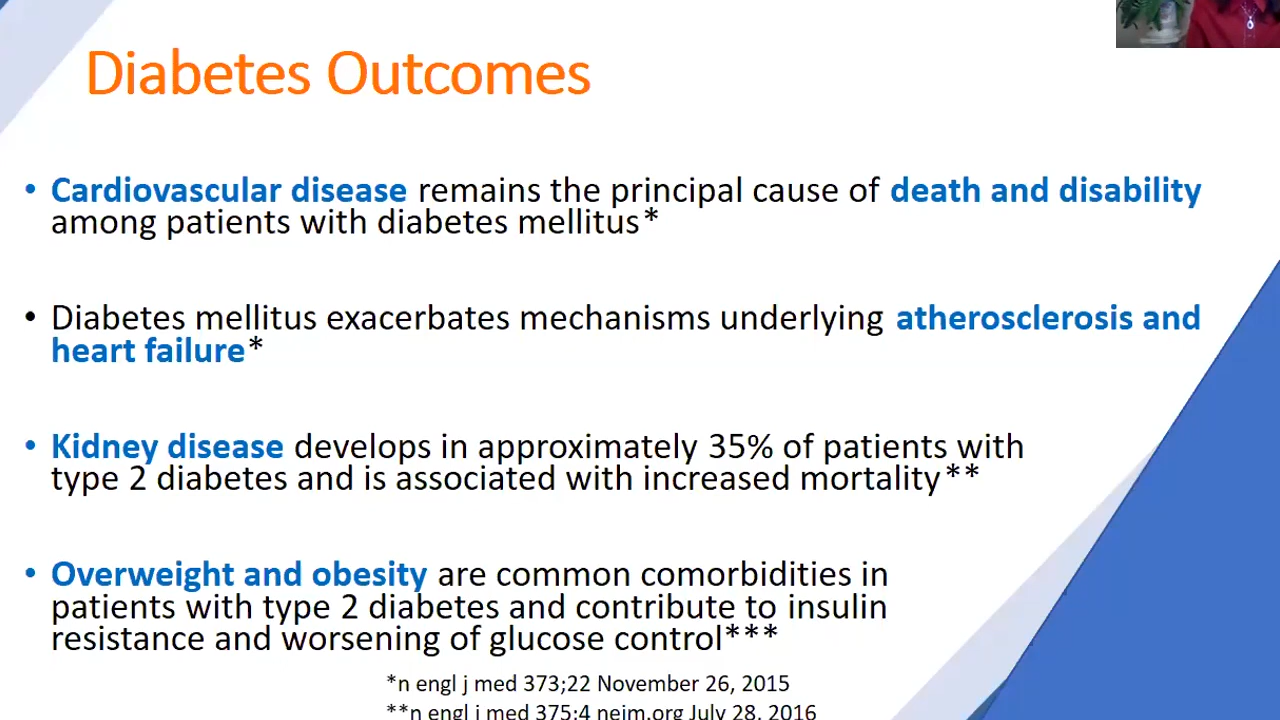 Diabetes Outcomes
• Cardiovascular disease remains the principal cause of death and disability
among patients with diabetes mellitus*
• Diabetes mellitus exacerbates mechanisms underlying atherosclerosis and
heart failure*
• Kidney disease develops in approximately 35% of patients with
type 2 diabetes and is associated with increased mortality**
• Overweight and obesity are common comorbidities in
patients with type 2 diabetes and contribute to insulin
resistance and worsening of glucose control***
*n engl j med 373;22 November 26, 2015
**n engl j med 375;4 nejm.org July 28, 2016